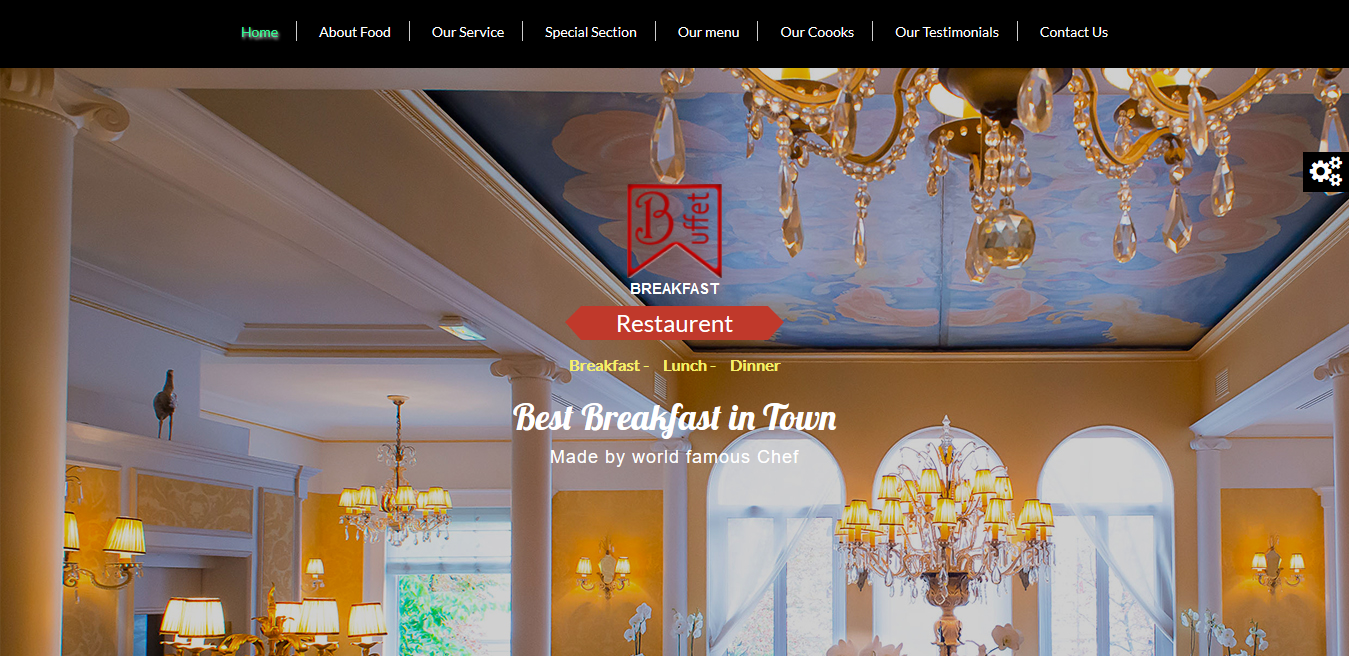 Home About Food Our Service Special Section Our menu Our Coooks Our Testimonials Contact Us
Buffet
BREAKFAST
Restaurent
Breakfast - Lunch - Dinner
Best Breakfast in Town
Made by world famous Chef